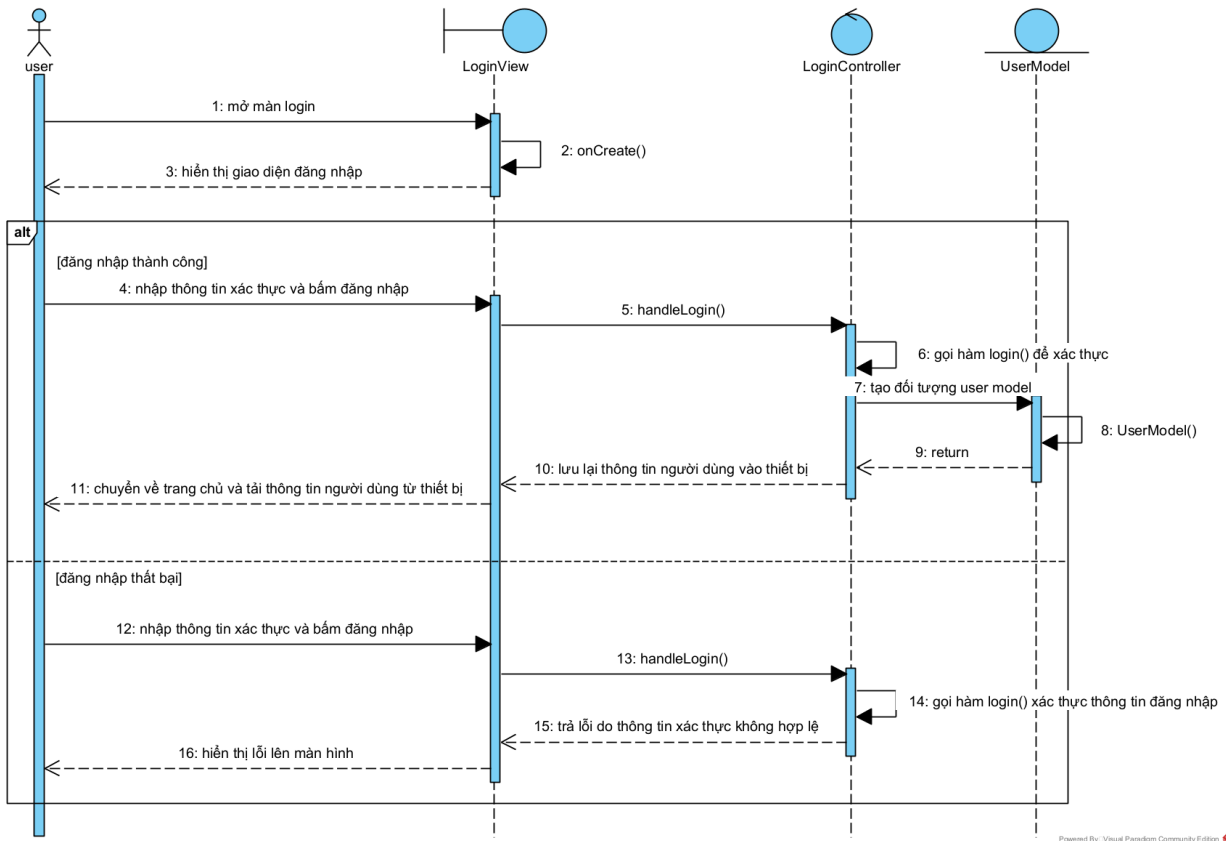 user
LoginView
LoginController
UserModel
1: mở màn login
2: onCreate()
3: hiển thị giao diện đăng nhập
alt
[đăng nhập thành công]
4: nhập thông tin xác thực và bấm đăng nhập
5: handleLogin()
6: gọi hàm login() để xác thực
7: tạo đối tượng user model
8: UserModel()
9: return
10: lưu lại thông tin người dùng vào thiết bị
11: chuyển về trang chủ và tải thông tin người dùng từ thiết bị
[đăng nhập thất bại]
12: nhập thông tin xác thực và bấm đăng nhập
13: handleLogin()
14: gọi hàm login() xác thực thông tin đăng nhập
15: trả lỗi do thông tin xác thực không hợp lệ
16: hiển thị lỗi lên màn hình
Powered By Visual Paradigm Community Edition